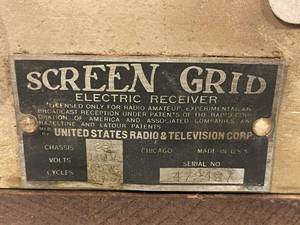 SCREEN GRID
ELECTRIC RECEIVER
LICENSED ONLY FOR RADIO AMATEUR, EXPERIMENTAL AND
BROADCAST RECEPTION UNDER PATENTS OF THE RADIO CORP-
ORATION OF AMERICA AND ASSOCIATED COMPANIES, AND
HAZELTINE AND LATOUR PATENTS
MFD. BY UNITED STATES RADIO & TELEVISION CORP.
CHASSIS CHICAGO MADE IN U.S.A.
VOLTS SERIAL NO
CYCLES